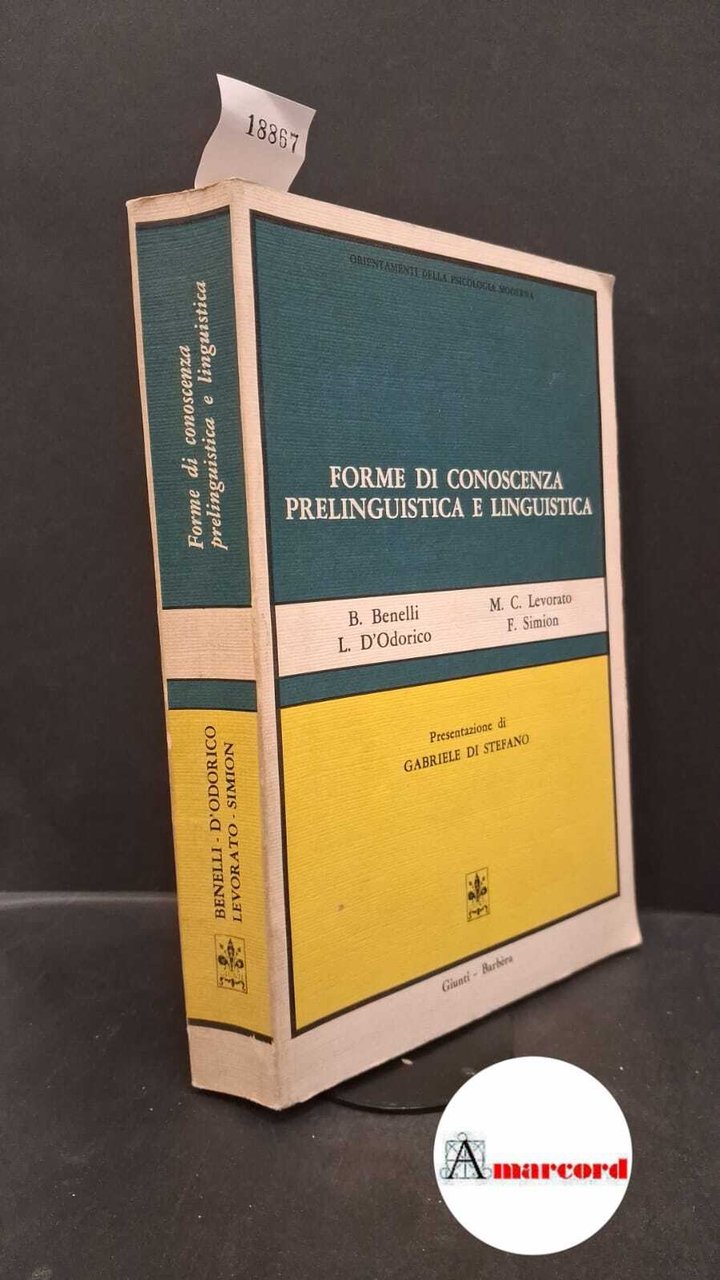 18867
ORIENTAMENTI DELLA PSICOLOGIA MODERNA
FORME DI CONOSCENZA
PRELINGUISTICA E LINGUISTICA
B. Benelli
L. D'Odorico
M. C. Levorato
F. Simion
Presentazione di
GABRIELE DI STEFANO
Giunti - Barbèra
Forme di conoscenza
prelinguistica e linguistica
BENELLI - D'ODORICO
LEVORATO - SIMION
Amarcord